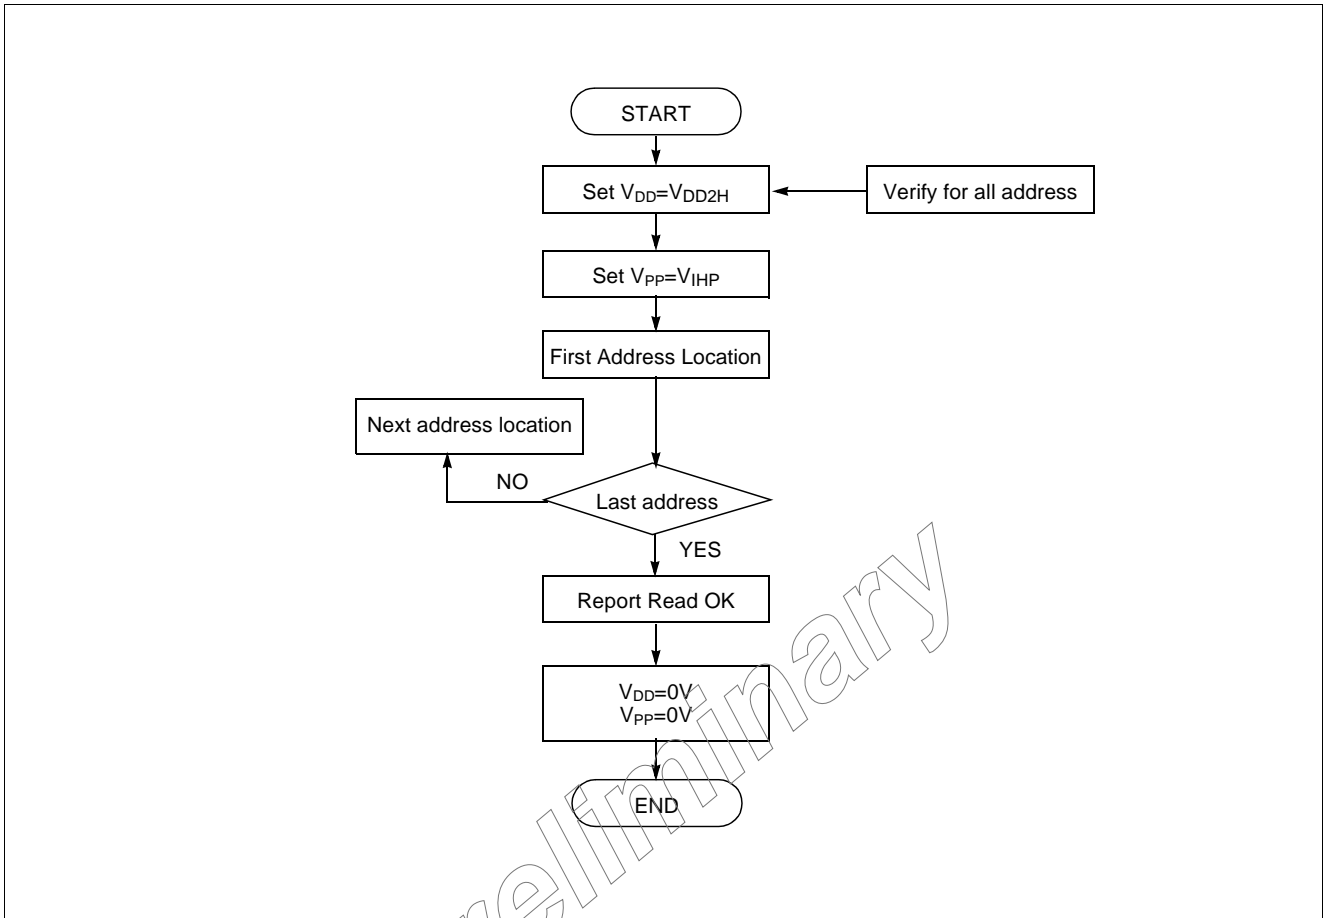 START
Set VDD=VDD2H
Verify for all address
Set VPP=VIHP
First Address Location
Next address location
NO
Last address
YES
Report Read OK
VDD=0V
VPP=0V
END
reliminary